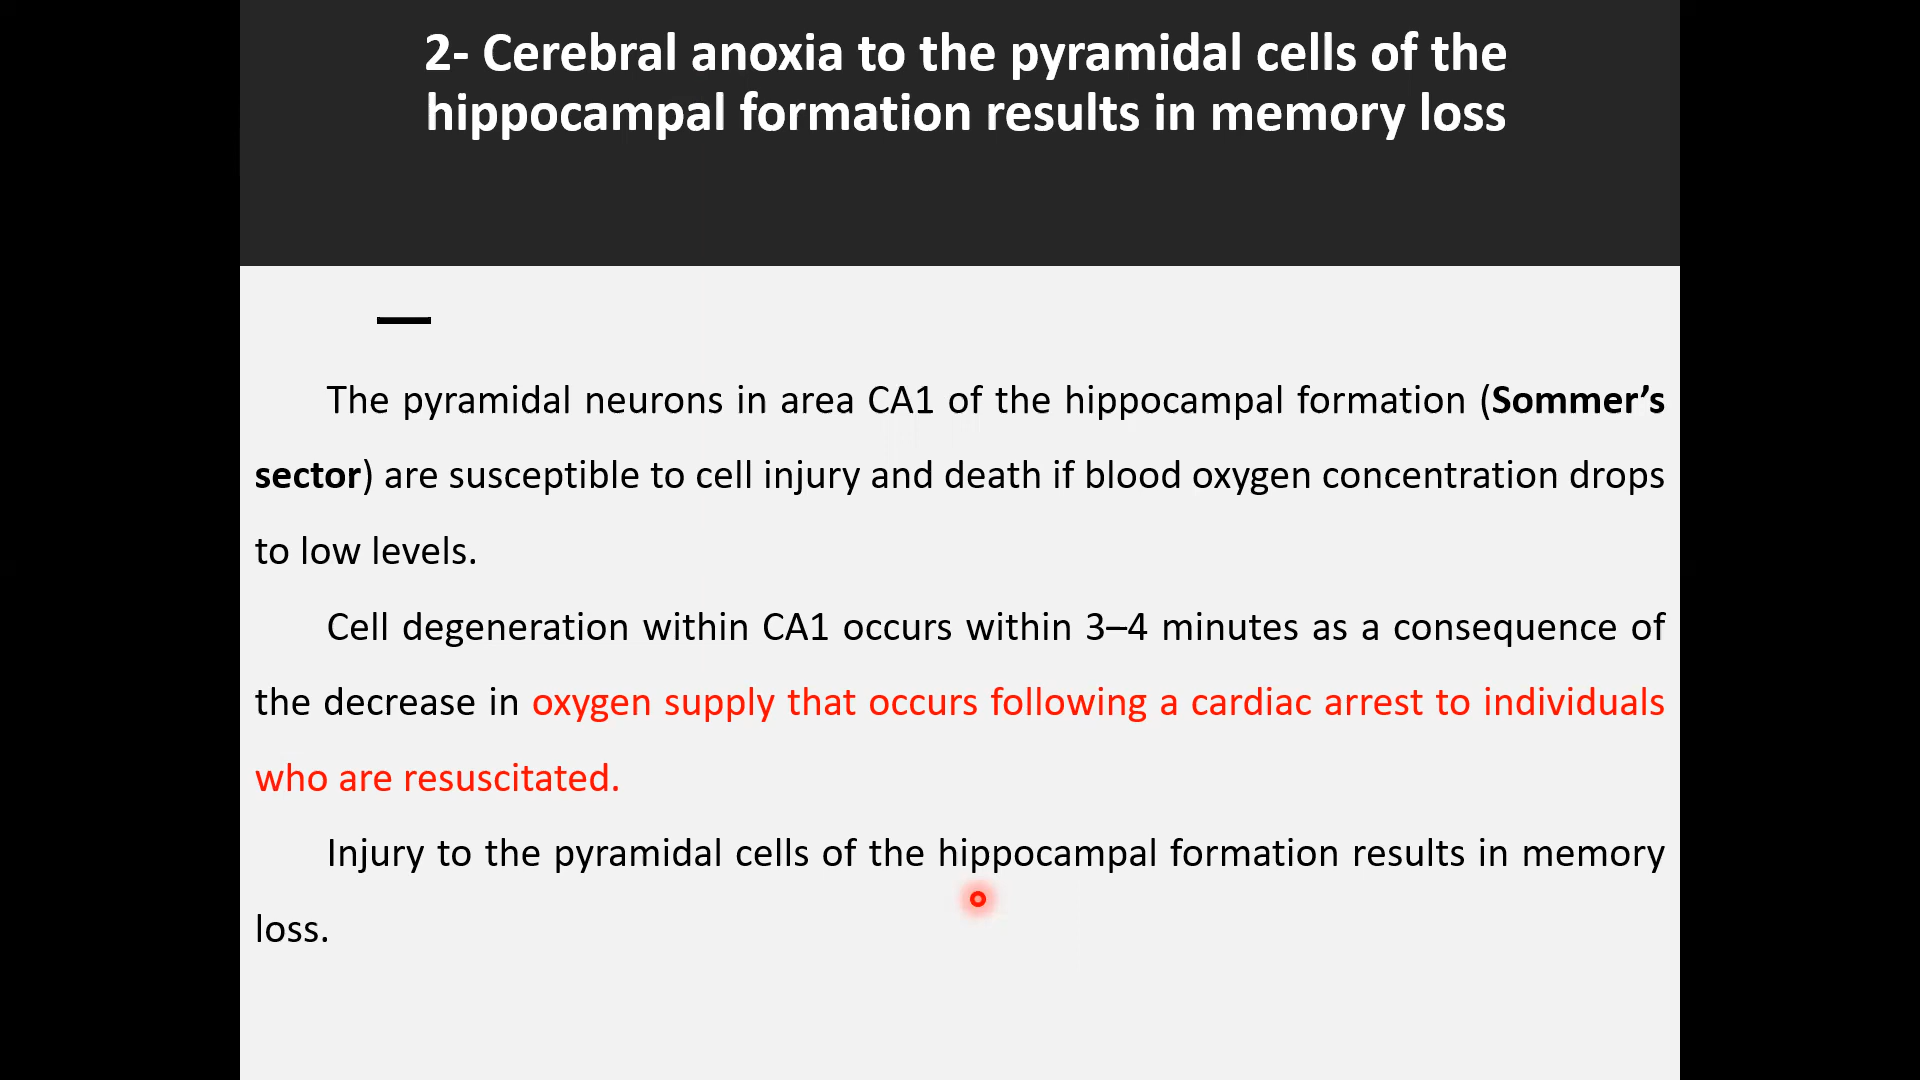 2- Cerebral anoxia to the pyramidal cells of the
hippocampal formation results in memory loss
The pyramidal neurons in area CA1 of the hippocampal formation (Sommer’s
sector) are susceptible to cell injury and death if blood oxygen concentration drops
to low levels.
Cell degeneration within CA1 occurs within 3–4 minutes as a consequence of
the decrease in oxygen supply that occurs following a cardiac arrest to individuals
who are resuscitated.
Injury to the pyramidal cells of the hippocampal formation results in memory
loss.